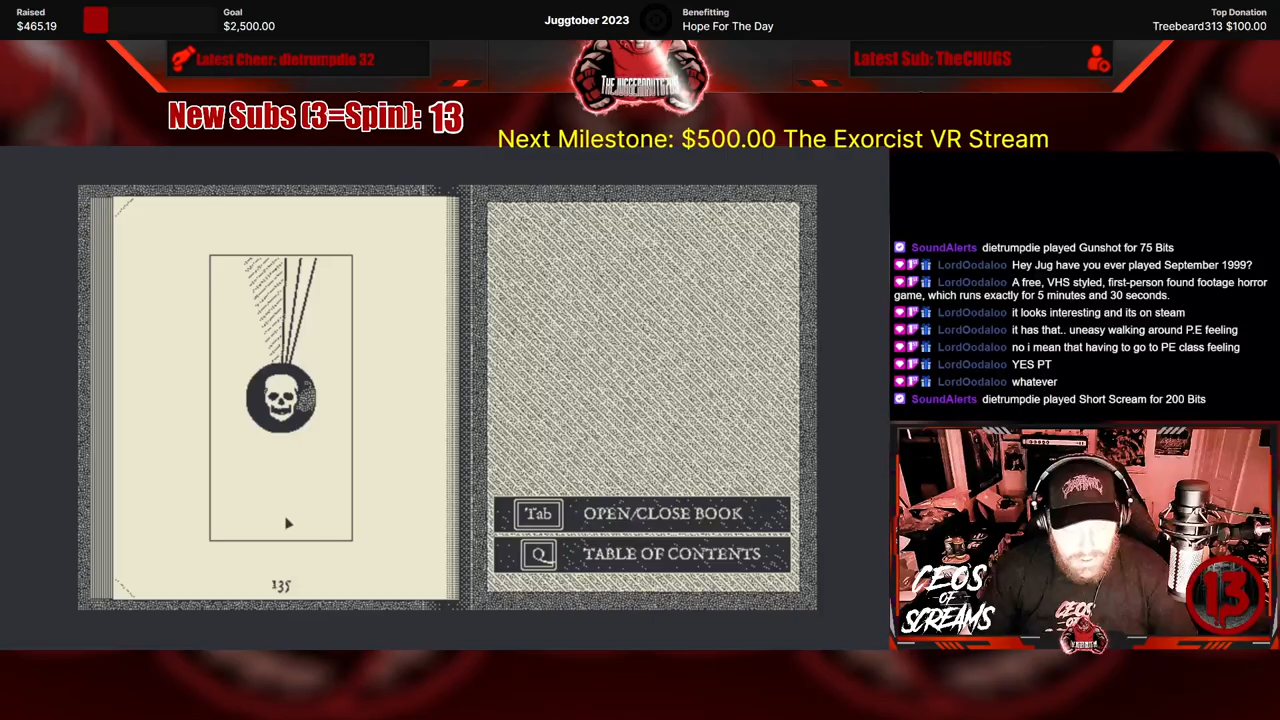 Raised
$465.19
Goal
$2,500.00
Juggtober 2023
Benefitting
Hope For The Day
Top Donation
Treebeard313 $100.00
Latest Cheer: dietrumpdie 32
THEJUGGERNAUT678
Latest Sub: TheCHUGS
New Subs (3=Spin): 13
Next Milestone: $500.00 The Exorcist VR Stream
SoundAlerts dietrumpdie played Gunshot for 75 Bits
LordOodaloo Hey Jug have you ever played September 1999?
LordOodaloo A free, VHS styled, first-person found footage horror
game, which runs exactly for 5 minutes and 30 seconds.
LordOodaloo it looks interesting and its on steam
LordOodaloo it has that.. uneasy walking around P.E feeling
LordOodaloo no i mean that having to go to PE class feeling
LordOodaloo YES PT
LordOodaloo whatever
SoundAlerts dietrumpdie played Short Scream for 200 Bits
Tab OPEN/CLOSE BOOK
Q TABLE OF CONTENTS
135
CEOS
OF
SCREAMS
CEOS
OF
13